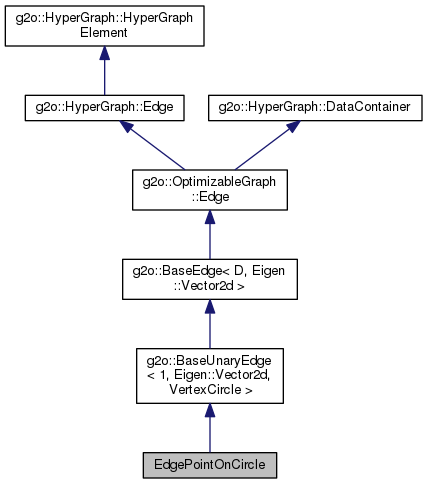 g2o::HyperGraph::HyperGraph
Element
g2o::HyperGraph::Edge
g2o::HyperGraph::DataContainer
g2o::OptimizableGraph
::Edge
g2o::BaseEdge< D, Eigen
::Vector2d >
g2o::BaseUnaryEdge
< 1, Eigen::Vector2d,
VertexCircle >
EdgePointOnCircle